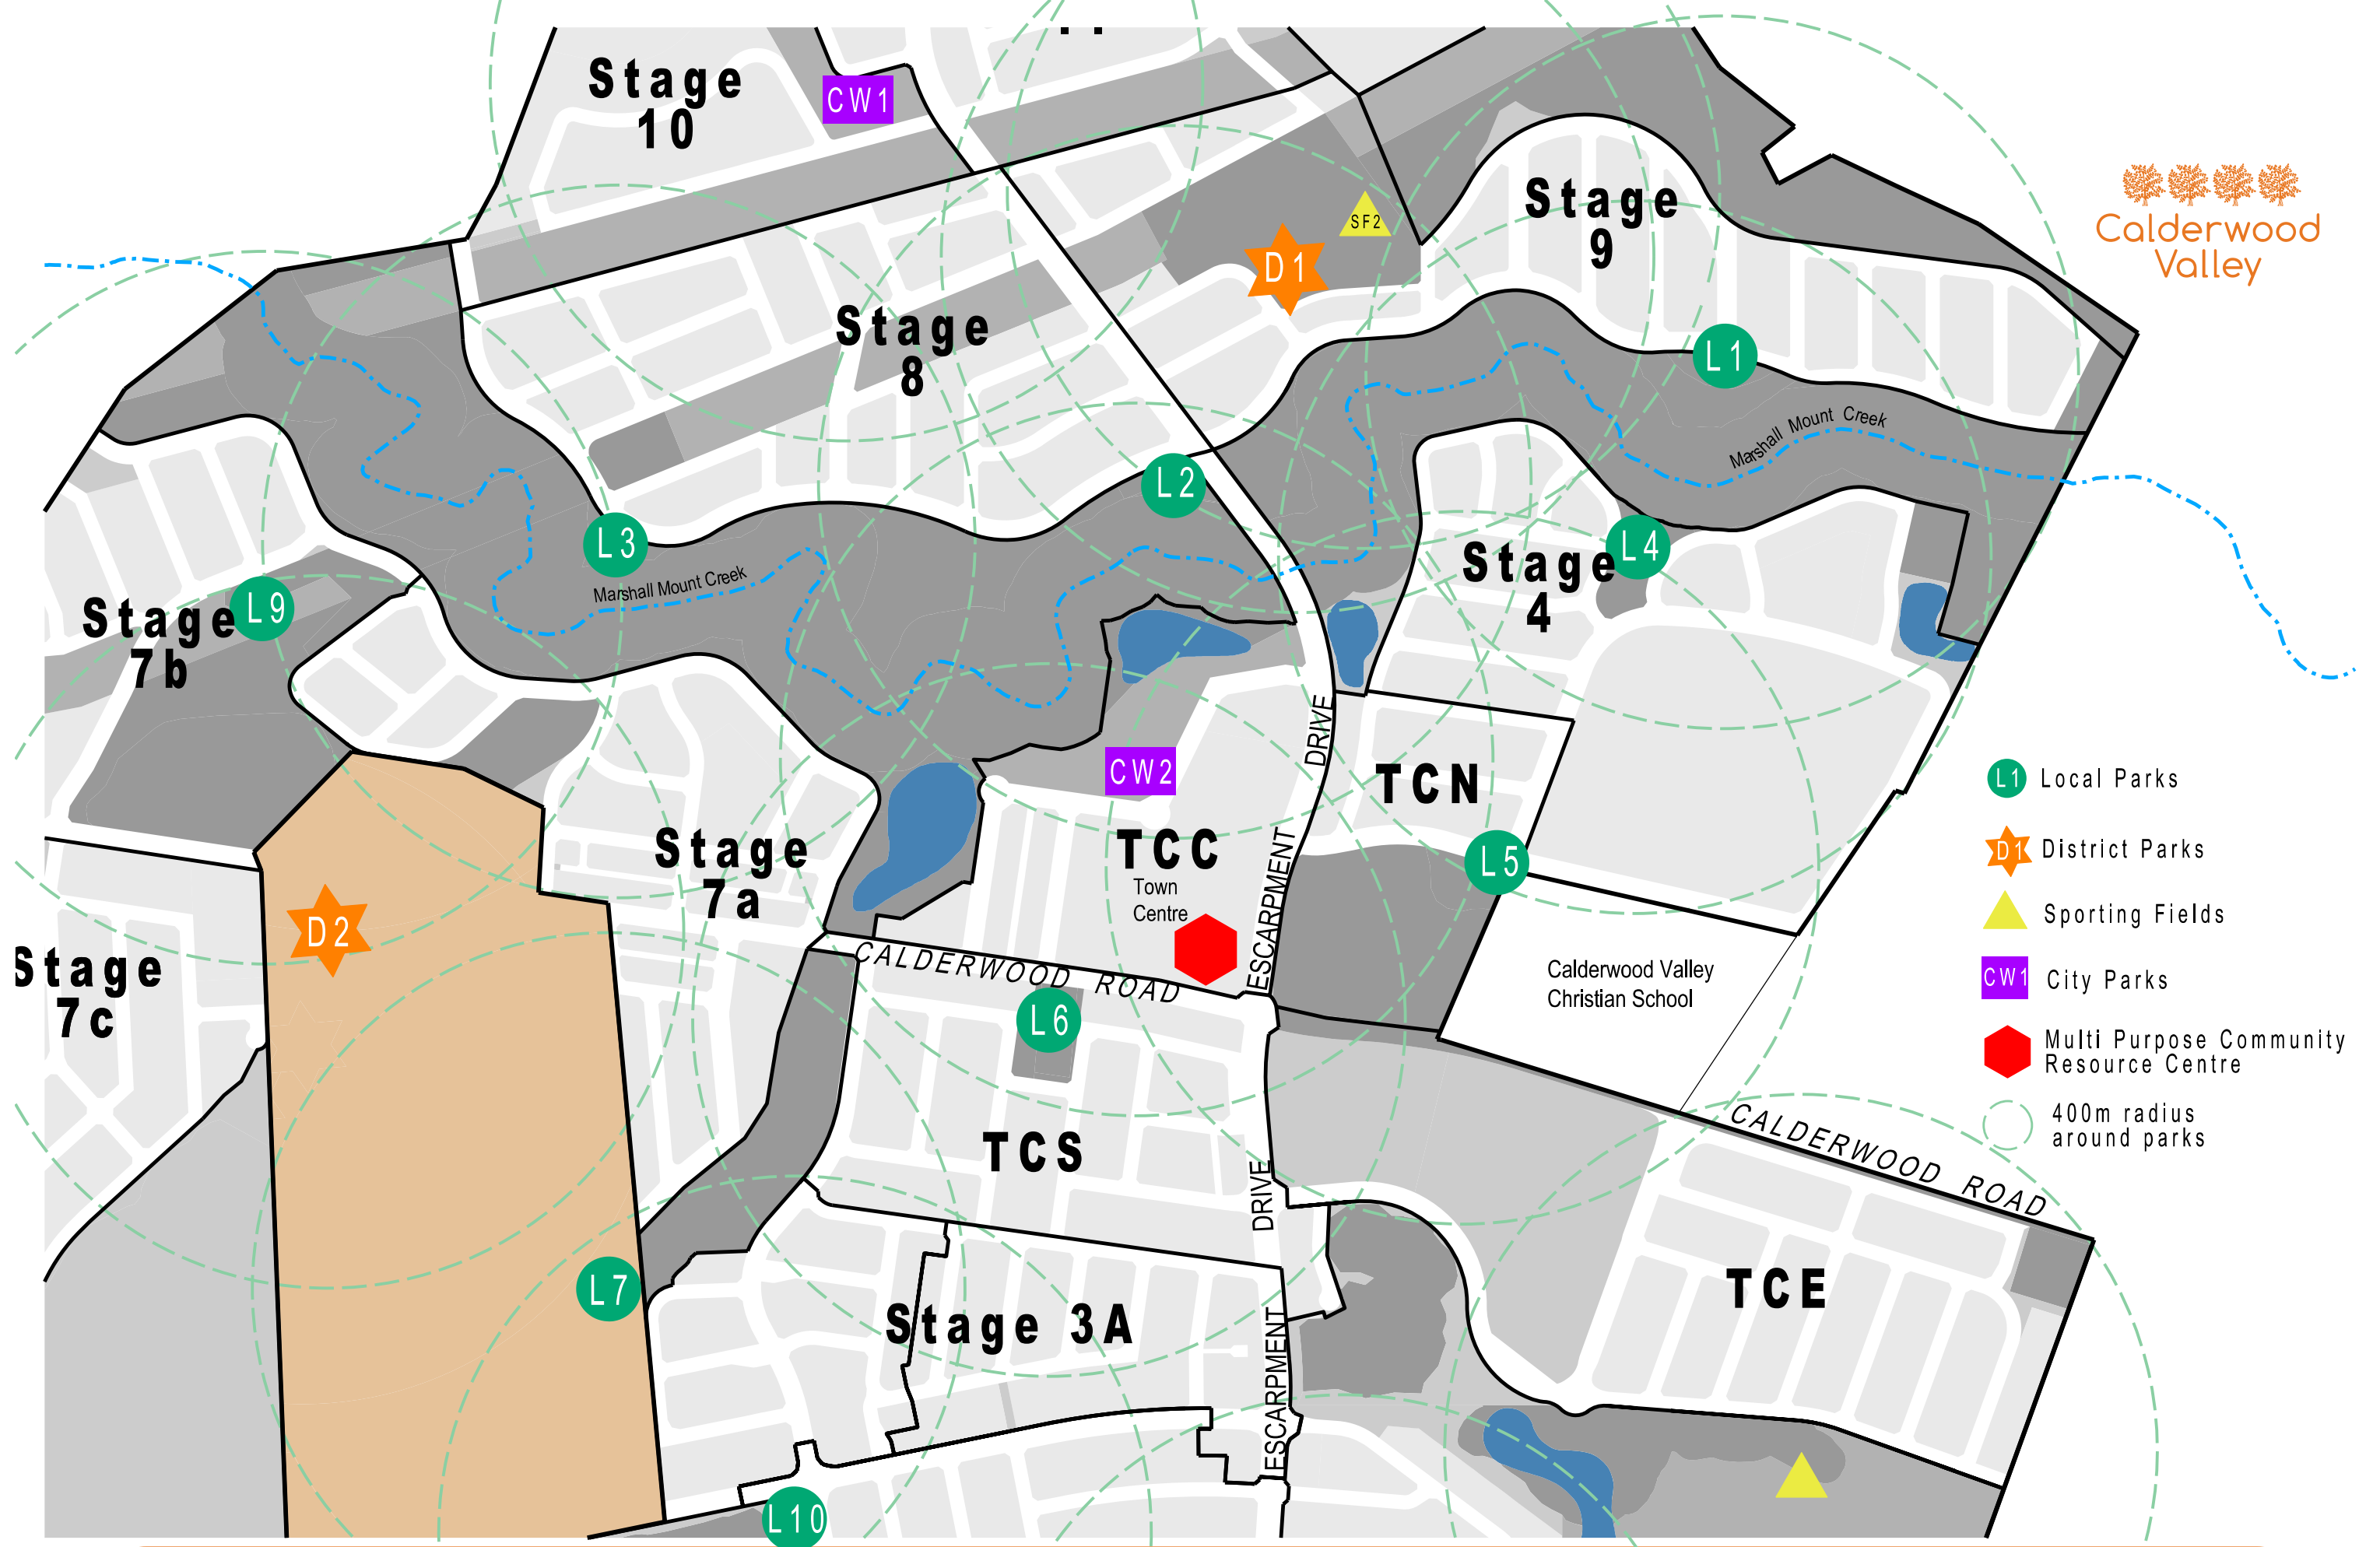 Stage
10
CW1
SF2
D1
Stage
9
Calderwood
Valley
Stage
8
L1
Marshall Mount Creek
L2
L3
L4
Stage
4
Marshall Mount Creek
L9
Stage
7b
DRIVE
CW2
TCN
L1 Local Parks
TCC
Town
Centre
ESCARPMENT
L5
D1 District Parks
Stage
7a
D2
Sporting Fields
CALDERWOOD ROAD
Calderwood Valley
Christian School
CW1 City Parks
Stage
7c
L6
Multi Purpose Community
Resource Centre
400m radius
around parks
CALDERWOOD ROAD
TCS
DRIVE
L7
TCE
Stage 3A
ESCARPMENT
L10